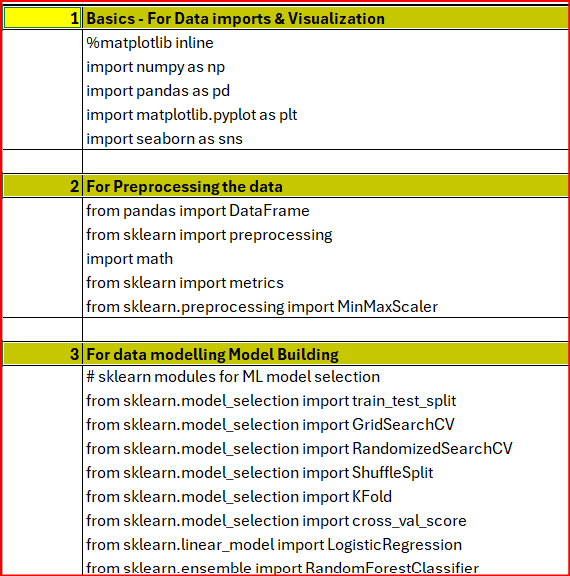 1 Basics - For Data imports & Visualization
%matplotlib inline
import numpy as np
import pandas as pd
import matplotlib.pyplot as plt
import seaborn as sns
2 For Preprocessing the data
from pandas import DataFrame
from sklearn import preprocessing
import math
from sklearn import metrics
from sklearn.preprocessing import MinMaxScaler
3 For data modelling Model Building
# sklearn modules for ML model selection
from sklearn.model_selection import train_test_split
from sklearn.model_selection import GridSearchCV
from sklearn.model_selection import RandomizedSearchCV
from sklearn.model_selection import ShuffleSplit
from sklearn.model_selection import KFold
from sklearn.model_selection import cross_val_score
from sklearn.linear_model import LogisticRegression
from sklearn.ensemble import RandomForestClassifier